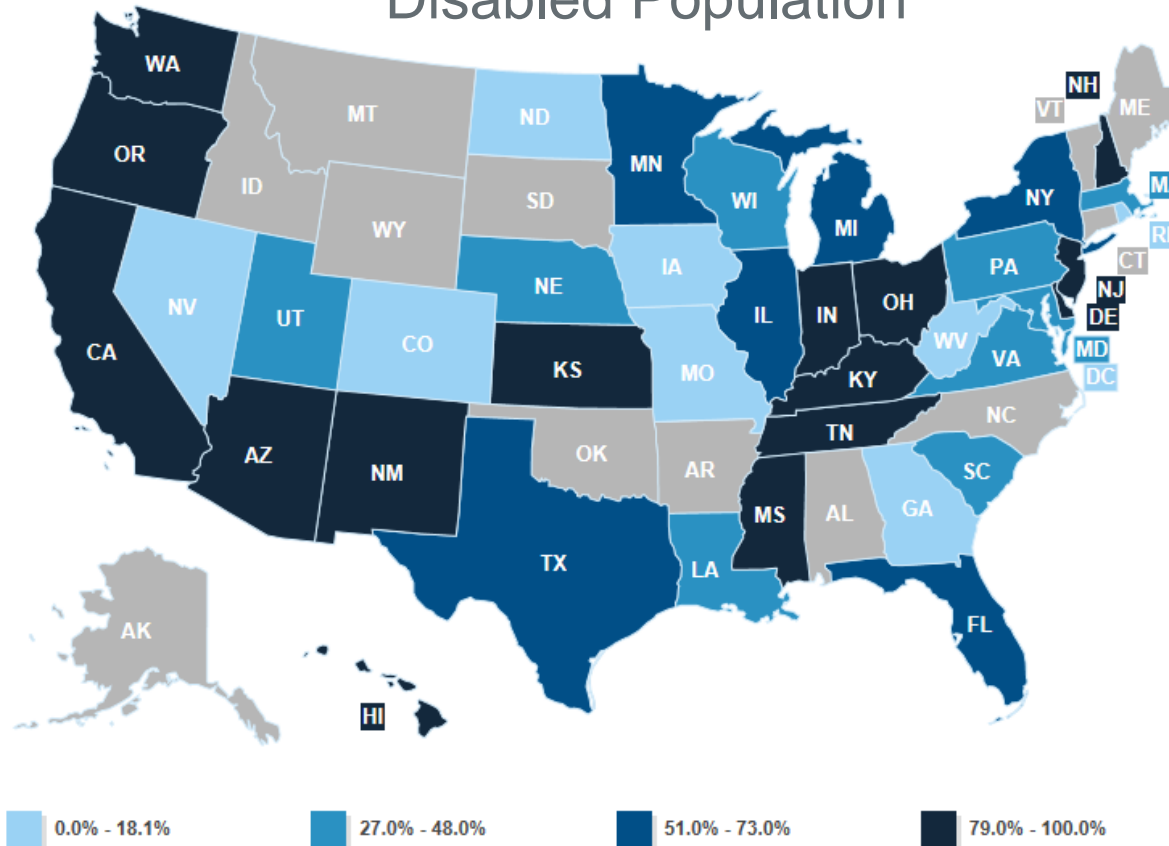 Disabled Population
WA
NH
VT
ME
MT
ND
OR
MN
ID
SD
WI
NY
MA
MI
WY
RI
CT
IA
PA
NE
NJ
NV
UT
IL
IN
OH
DE
CO
WV
MD
CA
KS
MO
KY
VA
DC
NC
TN
AZ
OK
NM
AR
SC
MS
AL
GA
TX
LA
AK
FL
HI
0.0% - 18.1%
27.0% - 48.0%
51.0% - 73.0%
79.0% - 100.0%